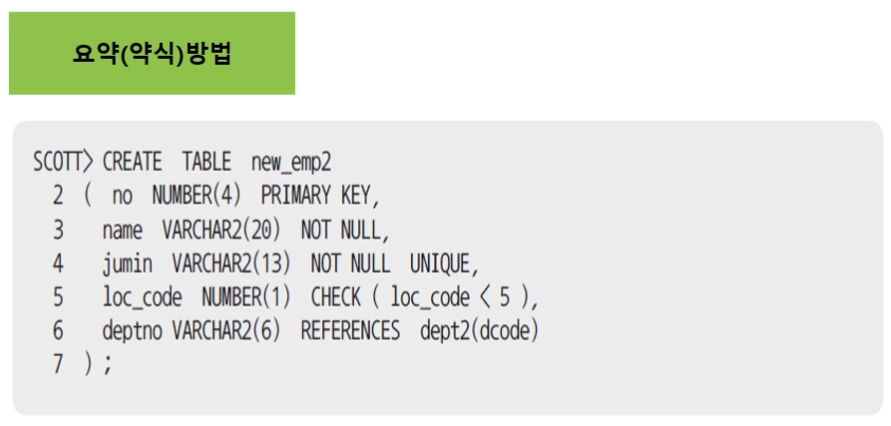 요약(약식)방법
SCOTT> CREATE TABLE new_emp2
2 ( no NUMBER(4) PRIMARY KEY,
3 name VARCHAR2(20) NOT NULL,
4 jumin VARCHAR2(13) NOT NULL UNIQUE,
5 loc_code NUMBER(1) CHECK ( loc_code < 5 ),
6 deptno VARCHAR2(6) REFERENCES dept2(dcode)
7 ) ;